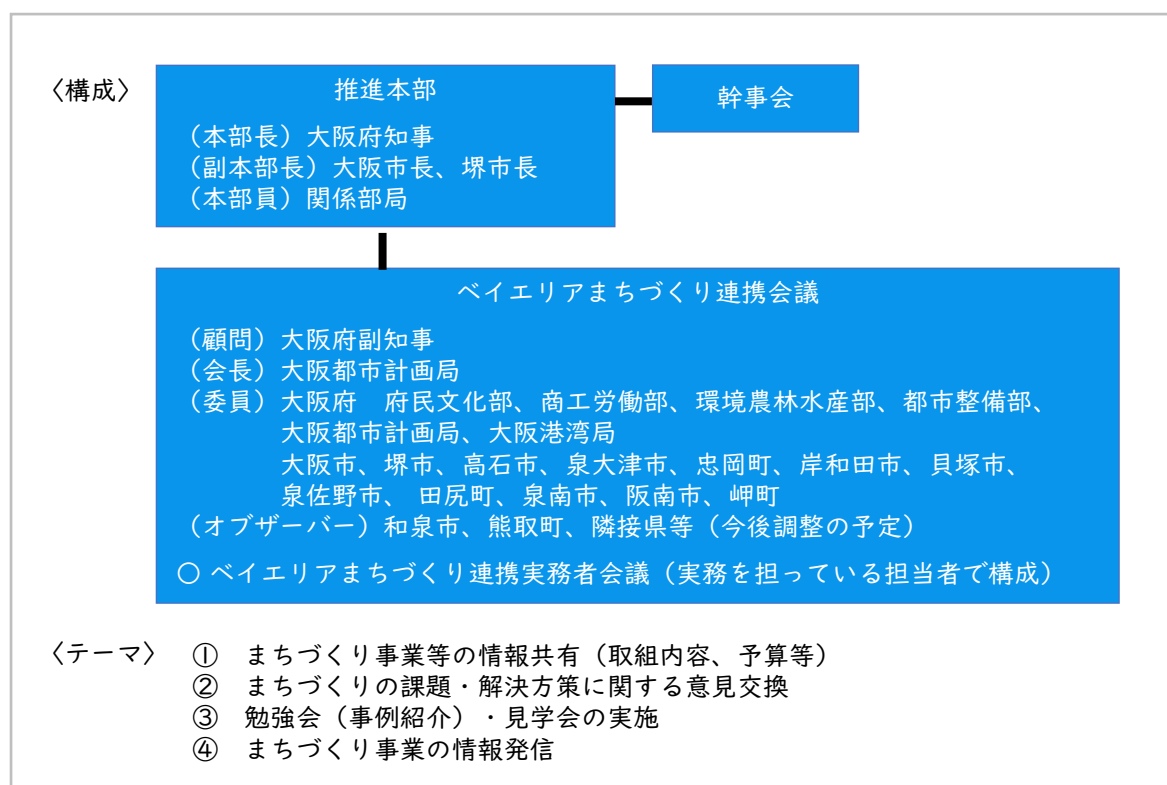 〈構成〉
推進本部
(本部長)大阪府知事
(副本部長)大阪市長、堺市長
(本部員)関係部局
幹事会
ベイエリアまちづくり連携会議
(顧問)大阪府副知事
(会長)大阪都市計画局
(委員)大阪府　府民文化部、商工労働部、環境農林水産部、都市整備部、
大阪都市計画局、大阪港湾局
大阪市、堺市、高石市、泉大津市、忠岡町、岸和田市、貝塚市、
泉佐野市、 田尻町、泉南市、阪南市、岬町
(オブザーバー)和泉市、熊取町、隣接県等(今後調整の予定)
○ ベイエリアまちづくり連携実務者会議(実務を担っている担当者で構成)
〈テーマ〉
①　まちづくり事業等の情報共有(取組内容、予算等)
②　まちづくりの課題・解決方策に関する意見交換
③　勉強会(事例紹介)・見学会の実施
④　まちづくり事業の情報発信